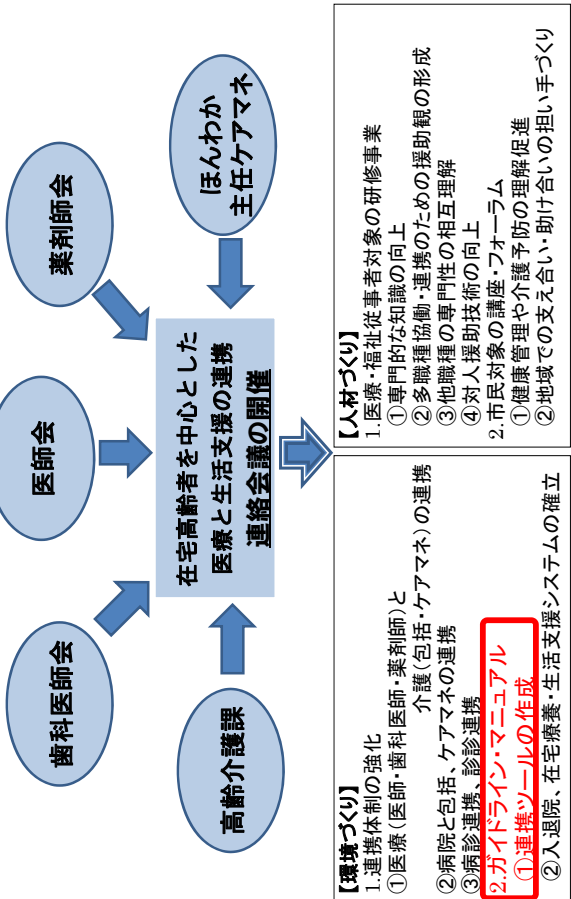 歯科医師会
医師会
薬剤師会
高齢介護課
ほんわか
主任ケアマネ
在宅高齢者を中心とした
医療と生活支援の連携
連絡会議の開催
【環境づくり】
1.連携体制の強化
①医療(医師・歯科医師・薬剤師)と
介護(包括・ケアマネ)の連携
②病院と包括、ケアマネの連携
③病診連携、診診連携
2.ガイドライン・マニュアル
①連携ツールの作成
②入退院、在宅療養・生活支援システムの確立
【人材づくり】
1.医療・福祉従事者対象の研修事業
①専門的な知識の向上
②多職種協働・連携のための援助観の形成
③他職種の専門性の相互理解
④対人援助技術の向上
2.市民対象の講座・フォーラム
①健康管理や介護予防の理解促進
②地域での支え合い・助け合いの担い手づくり